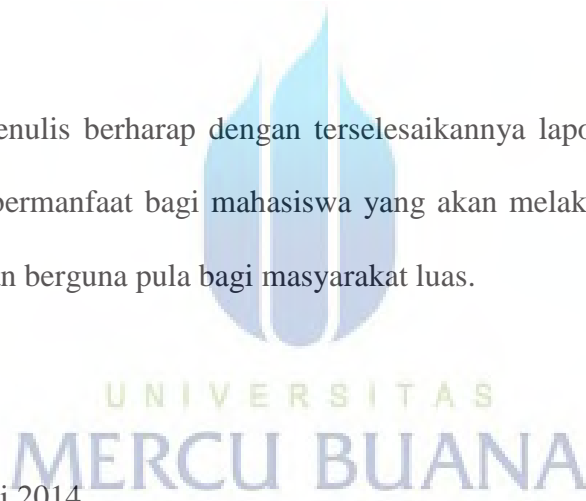 enulis berharap dengan terselesaikannya lapo
bermanfaat bagi mahasiswa yang akan melak
n berguna pula bagi masyarakat luas.
UNIVERSITAS
MERCU BUANA
i 2014